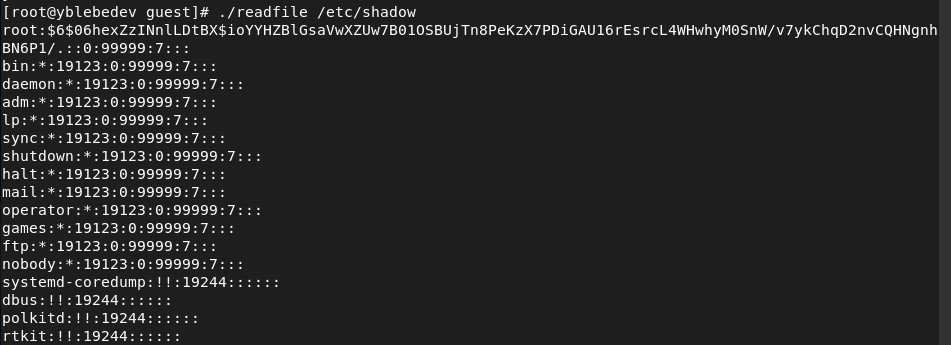 [root@yblebedev guest]# ./readfile /etc/shadow
root:$6$06hexZzINnlLDtBX$ioYYHZBlGsaVwXZUw7B01OSBUjTn8PeKzX7PDiGAU16rEsrcL4WHwhyM0SnW/v7ykChqD2nvCQHNgnh
BN6P1/.::0:99999:7:::
bin:*:19123:0:99999:7:::
daemon:*:19123:0:99999:7:::
adm:*:19123:0:99999:7:::
lp:*:19123:0:99999:7:::
sync:*:19123:0:99999:7:::
shutdown:*:19123:0:99999:7:::
halt:*:19123:0:99999:7:::
mail:*:19123:0:99999:7:::
operator:*:19123:0:99999:7:::
games:*:19123:0:99999:7:::
ftp:*:19123:0:99999:7:::
nobody:*:19123:0:99999:7:::
systemd-coredump:!!:19244::::::
dbus:!!:19244::::::
polkitd:!!:19244::::::
rtkit:!!:19244::::::